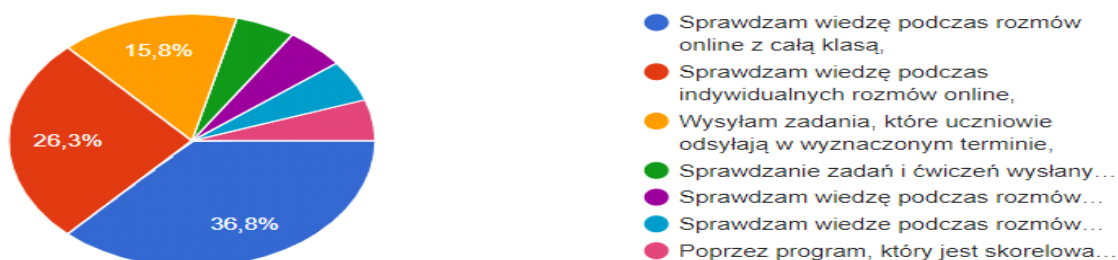 15,8%
26,3%
36,8%
Sprawdzam wiedzę podczas rozmów
online z całą klasą,
Sprawdzam wiedzę podczas
indywidualnych rozmów online,
Wysyłam zadania, które uczniowie
odsyłają w wyznaczonym terminie,
Sprawdzanie zadań i ćwiczeń wysłany…
Sprawdzam wiedzę podczas rozmów…
Sprawdzam wiedze podczas rozmów…
Poprzez program, który jest skorelowa…